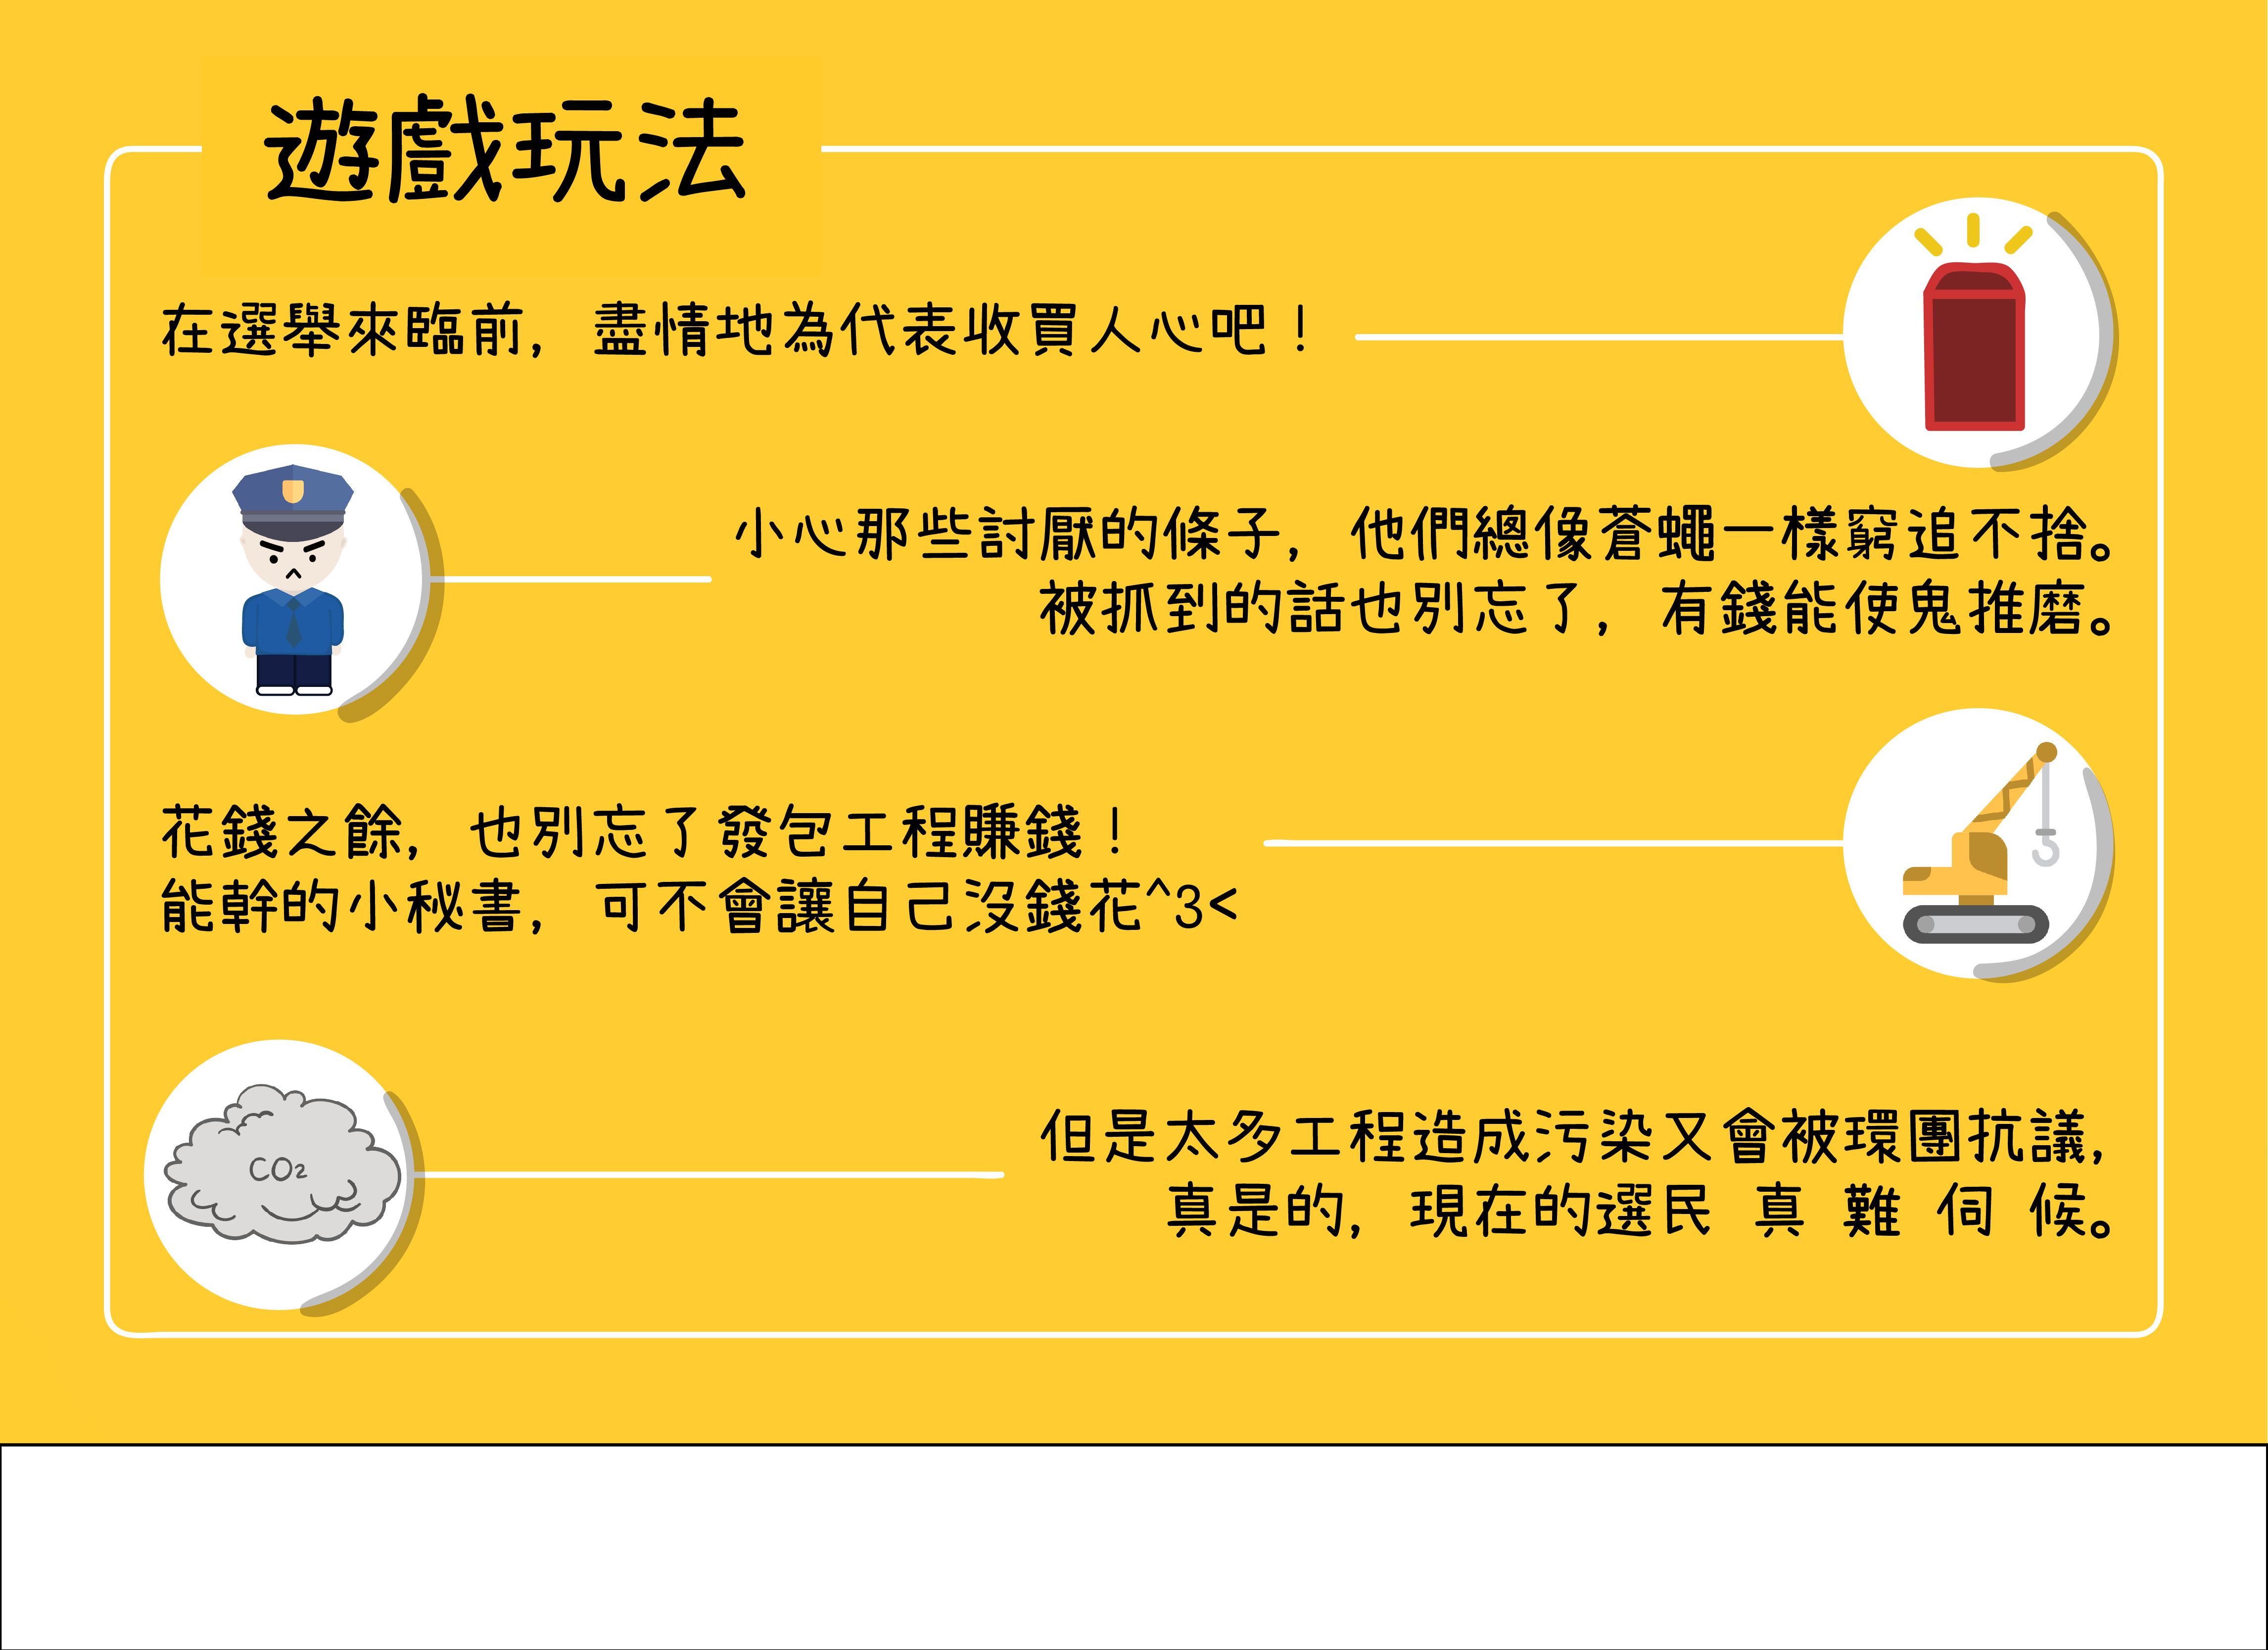 遊戲玩法
在選舉來臨前，盡情地為代表收買人心吧！
小心那些討厭的條子，他們總像蒼蠅一樣窮追不捨。
被抓到的話也別忘了，有錢能使鬼推磨。
花錢之餘，也別忘了發包工程賺錢！
能幹的小秘書，可不會讓自己沒錢花^3<
CO2
但是太多工程造成污染又會被環團抗議，
真是的，現在的選民 真 難 伺 候。